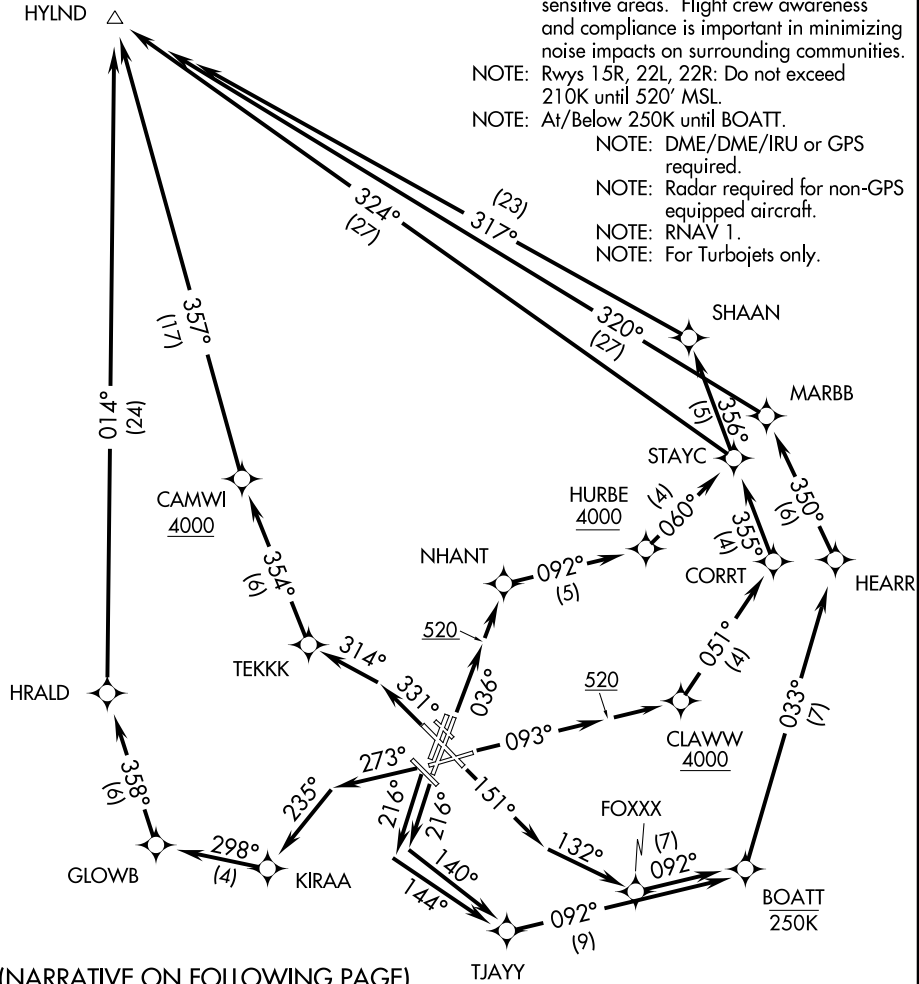 sensitive areas. Flight crew awareness
and compliance is important in minimizing
noise impacts on surrounding communities.
NOTE: Rwys 15R, 22L, 22R: Do not exceed
210K until 520' MSL.
NOTE: At/Below 250K until BOATT.
NOTE: DME/DME/IRU or GPS
required.
NOTE: Radar required for non-GPS
equipped aircraft.
NOTE: RNAV 1.
NOTE: For Turbojets only.
HYLND
324°
(27)
(23)
317°
320°
(27)
357°
(17)
014°
(24)
SHAAN
MARBB
356°
(5)
STAYC
350°
(6)
CAMWI
4000
HURBE
4000
(4)
060°
355°
(4)
354°
(6)
NHANT
092°
(5)
CORRT
HEARR
520
TEKKK
314°
331°
036°
051°
(4)
HRALD
520
093°
033°
(7)
CLAWW
4000
358°
(6)
273°
235°
216°
216°
151°
FOXXX
(7)
132°
092°
GLOWB
298°
(4)
KIRAA
140°
144°
BOATT
250K
092°
(9)
TJAYY
(NARRATIVE ON FOLLOWING PAGE)